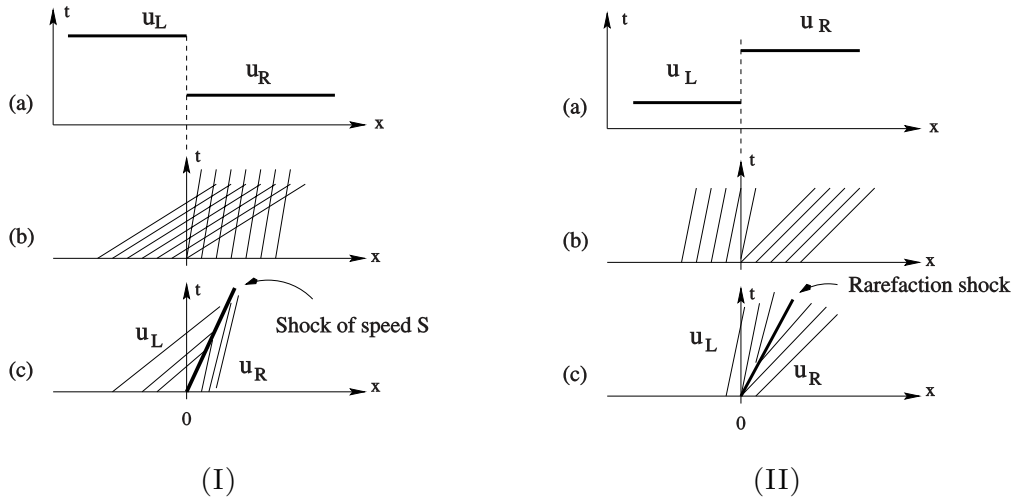 t
u_L
u_R
(a)
x
t
(b)
x
t
Shock of speed S
u_L
u_R
(c)
x
0
(I)
t
u_R
u_L
(a)
x
t
(b)
x
t
Rarefaction shock
u_L
u_R
(c)
x
0
(II)